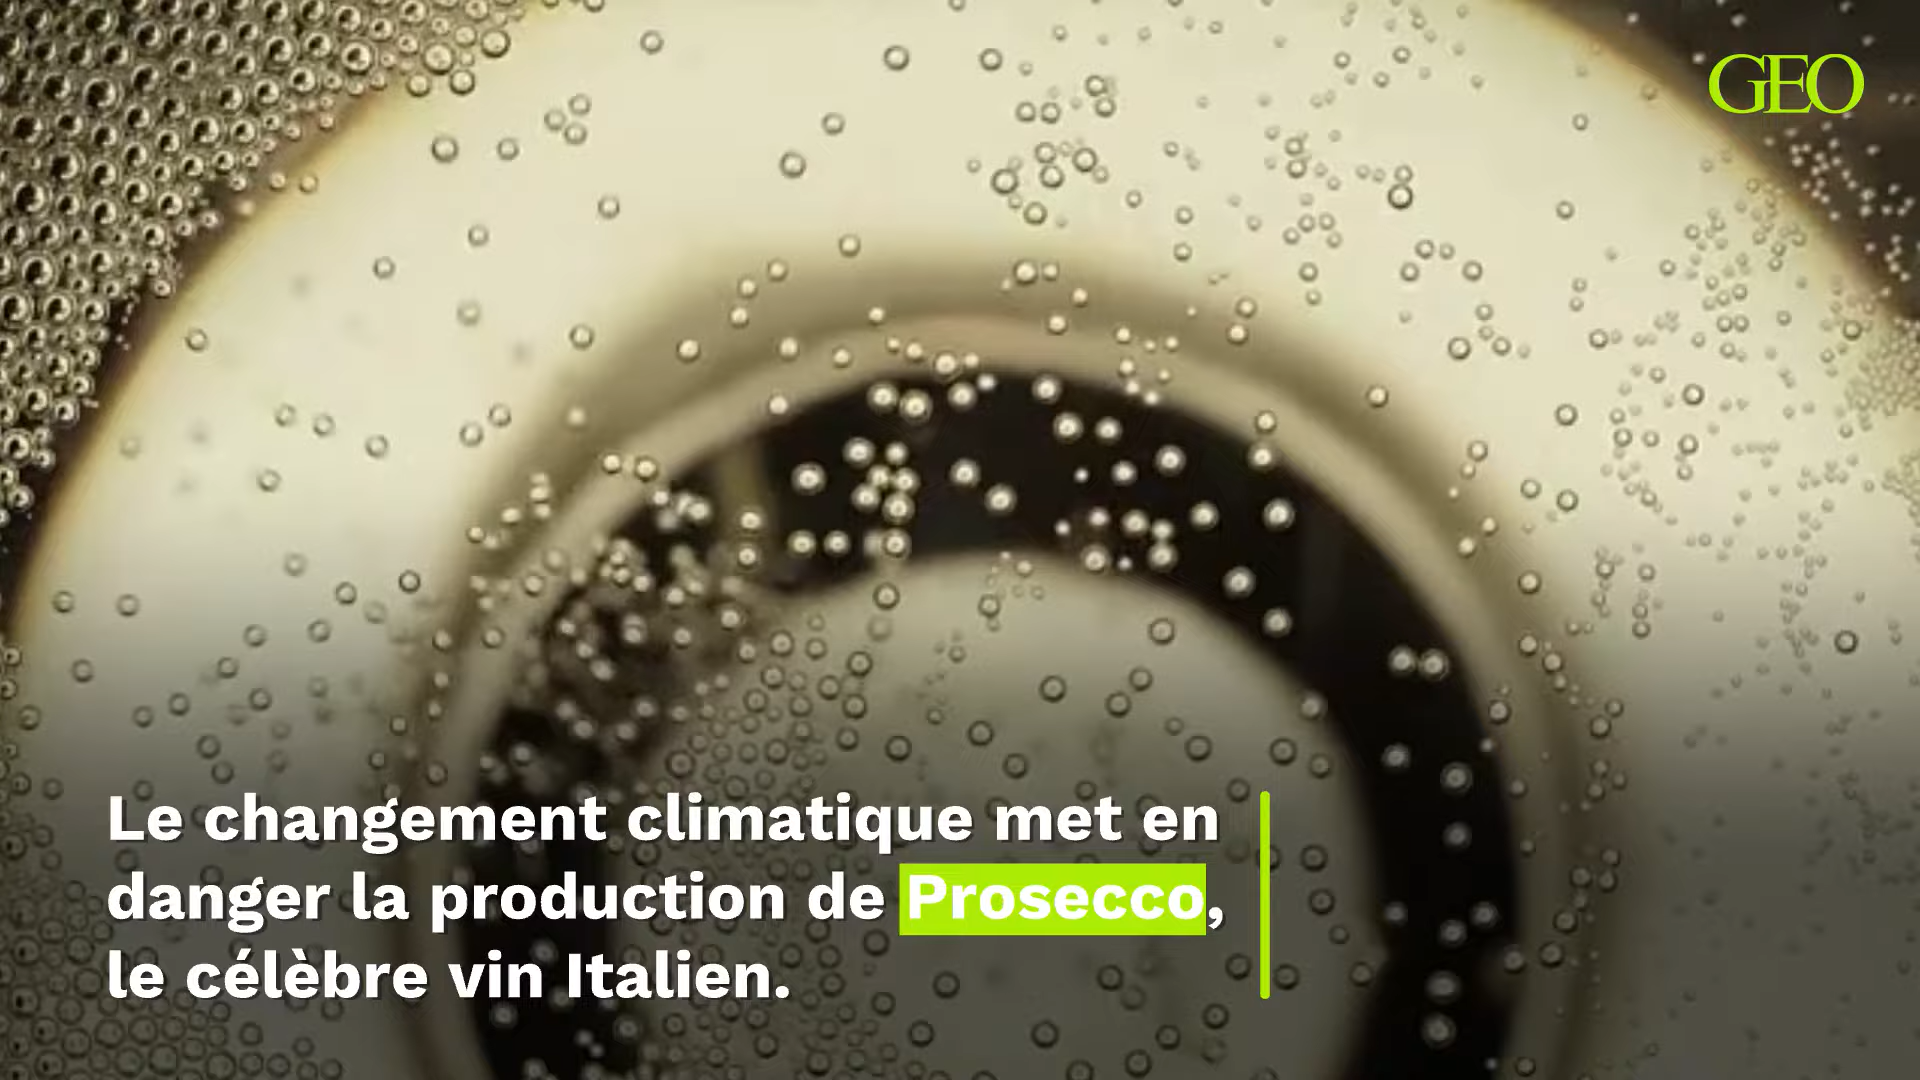 GEO
Le changement climatique met en
danger la production de Prosecco,
le célèbre vin Italien.